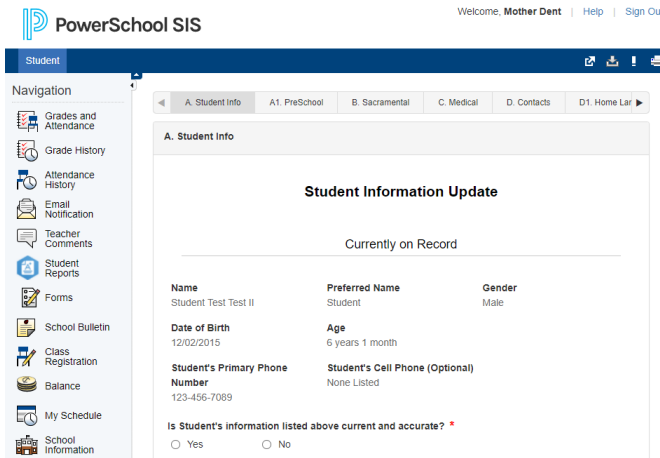 PowerSchool SIS
Welcome, Mother Dent | Help | Sign Ou
Student
Navigation
Grades and
Attendance
Grade History
Attendance
History
Email
Notification
Teacher
Comments
Student
Reports
Forms
School Bulletin
Class
Registration
Balance
My Schedule
School
Information
A. Student Info
A1. PreSchool
B. Sacramental
C. Medical
D. Contacts
D1. Home Lar
A. Student Info
Student Information Update
Currently on Record
Name
Student Test Test II
Preferred Name
Student
Gender
Male
Date of Birth
12/02/2015
Age
6 years 1 month
Student's Primary Phone
Number
123-456-7089
Student's Cell Phone (Optional)
None Listed
Is Student's information listed above current and accurate? *
Yes
No